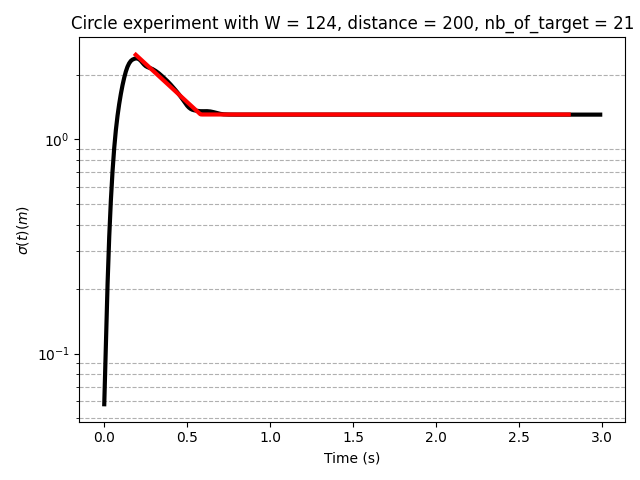 Circle experiment with W = 124, distance = 200, nb_of_target = 21
10⁰
10⁻¹
σ(t)(m)
0.0 0.5 1.0 1.5 2.0 2.5 3.0
Time (s)